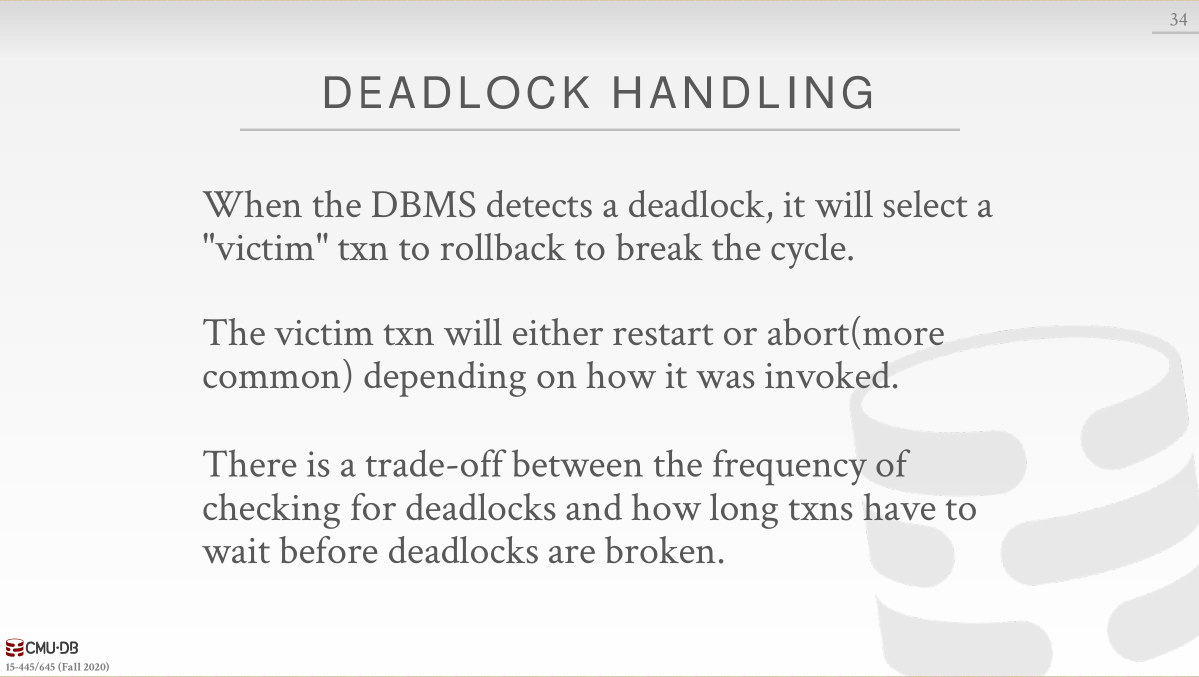 34
DEADLOCK HANDLING
When the DBMS detects a deadlock, it will select a
"victim" txn to rollback to break the cycle.
The victim txn will either restart or abort(more
common) depending on how it was invoked.
There is a trade-off between the frequency of
checking for deadlocks and how long txns have to
wait before deadlocks are broken.
CMU·DB
15-445/645 (Fall 2020)